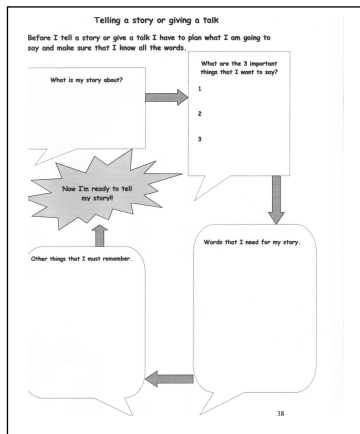 Telling a story or giving a talk
Before I tell a story or give a talk I have to plan what I am going to
say and make sure that I know all the words.
What is my story about?
What are the 3 important
things that I want to say?
1
2
3
Words that I need for my story.
Other things that I must remember.
Now I'm ready to tell
my story!!
38